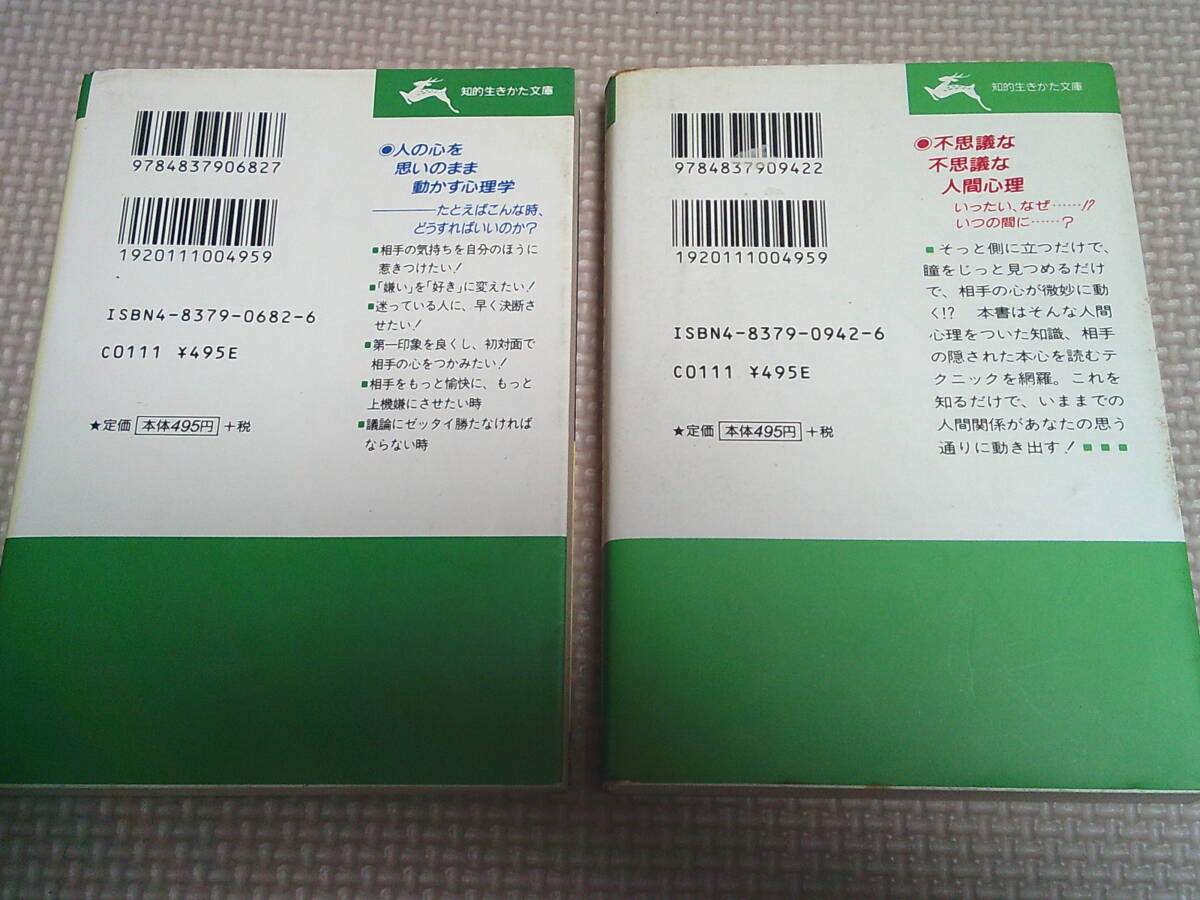 知的生きかた文庫
9784837906827
1920111004959
ISBN4-8379-0682-6
C0111 ¥495E
★定価 本体495円 +税
◉人の心を
思いのまま
動かす心理学
―――たとえばこんな時、
どうすればいいのか?
■相手の気持ちを自分のほうに
惹きつけたい!
■「嫌い」を「好き」に変えたい!
■迷っている人に、早く決断さ
せたい!
■第一印象を良くし、初対面で
相手の心をつかみたい!
■相手をもっと愉快に、もっと
上機嫌にさせたい時
■議論にゼッタイ勝たなければ
ならない時
知的生きかた文庫
9784837909422
1920111004959
ISBN4-8379-0942-6
C0111 ¥495E
★定価 本体495円 +税
◉不思議な
不思議な
人間心理
いったい、なぜ……!?
いつの間に……?
■そっと側に立つだけで、
瞳をじっと見つめるだけ
で、相手の心が微妙に動
く!? 本書はそんな人間
心理をついた知識、相手
の隠された本心を読むテ
クニックを網羅。これを
知るだけで、いままでの
人間関係があなたの思う
通りに動き出す!■■■